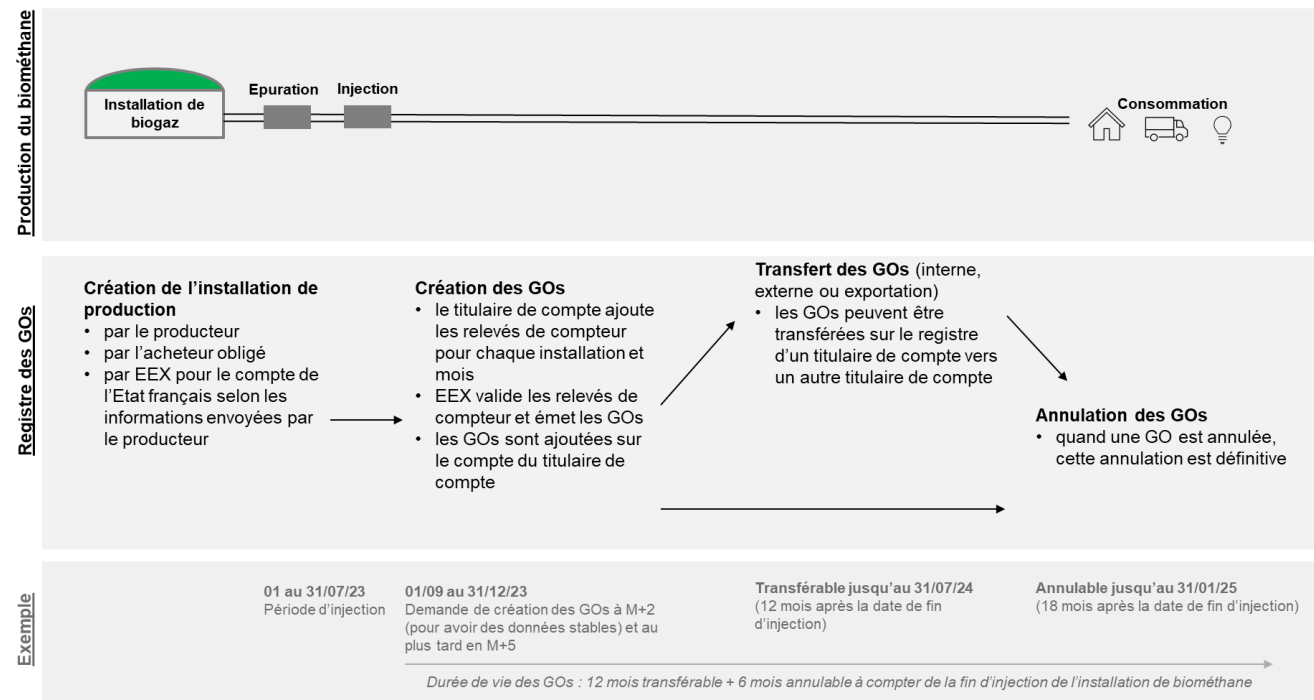 Production du biométhane
Installation de
biogaz
Epuration
Injection
Consommation
Registre des GOs
Création de l’installation de
production
• par le producteur
• par l’acheteur obligé
• par EEX pour le compte de
l’Etat français selon les
informations envoyées par
le producteur
Création des GOs
• le titulaire de compte ajoute
les relevés de compteur
pour chaque installation et
mois
• EEX valide les relevés de
compteur et émet les GOs
• les GOs sont ajoutées sur
le compte du titulaire de
compte
Transfert des GOs (interne,
externe ou exportation)
• les GOs peuvent être
transférées sur le registre
d’un titulaire de compte vers
un autre titulaire de compte
Annulation des GOs
• quand une GO est annulée,
cette annulation est définitive
Exemple
01 au 31/07/23
Période d’injection
01/09 au 31/12/23
Demande de création des GOs à M+2
(pour avoir des données stables) et au
plus tard en M+5
Transférable jusqu’au 31/07/24
(12 mois après la date de fin
d’injection)
Annulable jusqu’au 31/01/25
(18 mois après la date de fin d’injection)
Durée de vie des GOs : 12 mois transférable + 6 mois annulable à compter de la fin d’injection de l’installation de biométhane